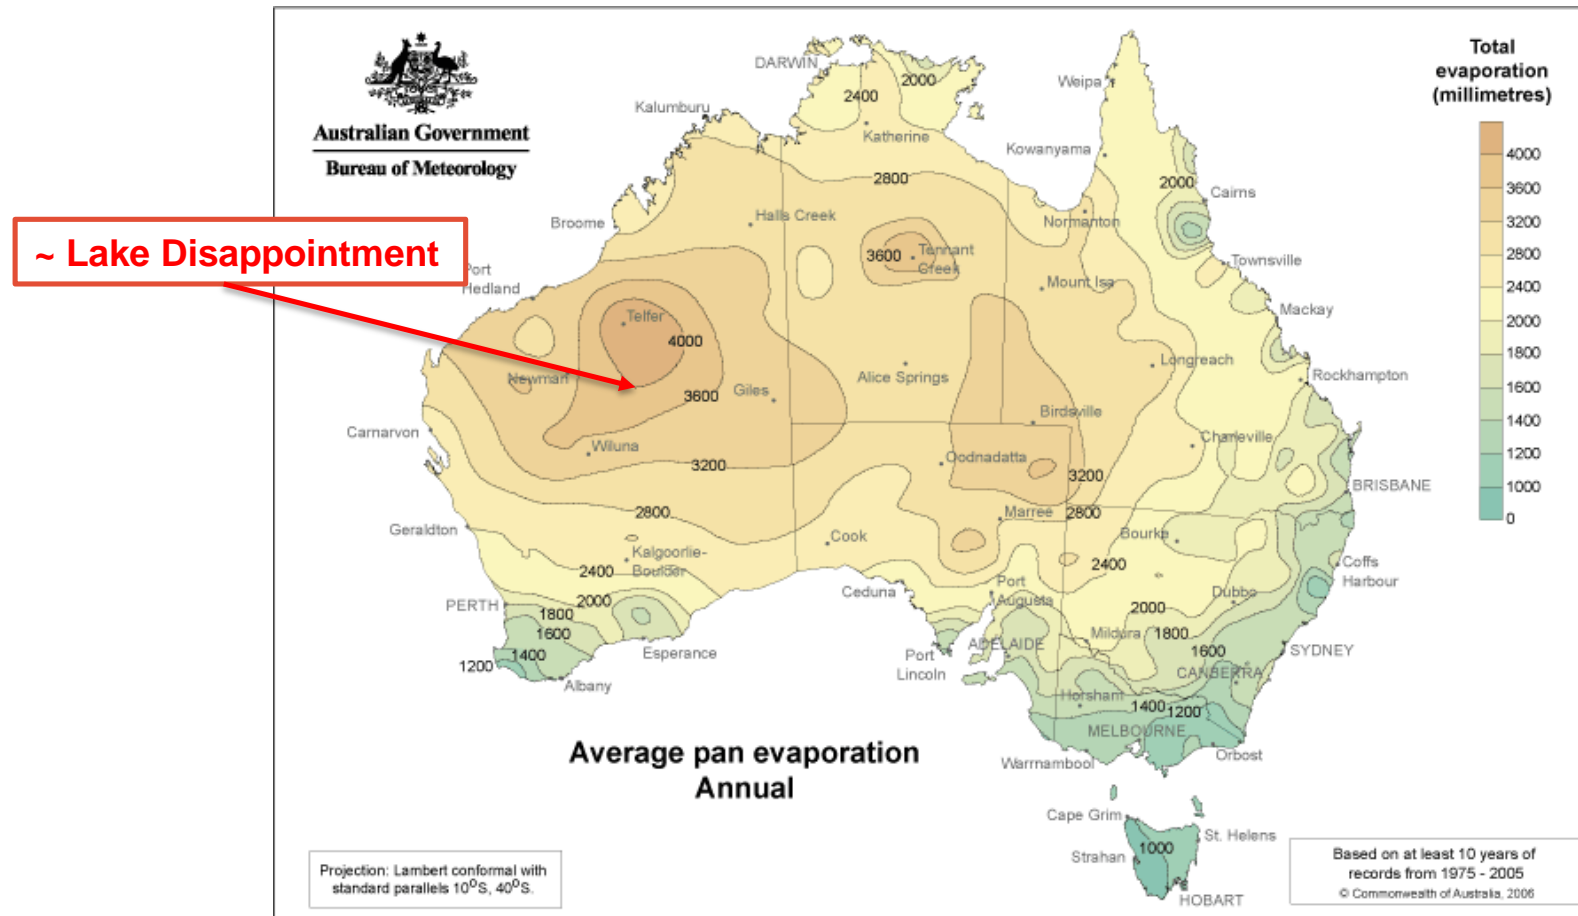 Australian Government
Bureau of Meteorology
~ Lake Disappointment
Total
evaporation
(millimetres)
4000
3600
3200
2800
2400
2000
1800
1600
1400
1200
1000
0
DARWIN
2400
2000
Weipa
Kalumburu
Katherine
Kowanyama
2800
2000
Cairns
Broome
Halls Creek
Normanton
3600
Tennant
Creek
Townsville
Port
Hedland
Mount Isa
Mackay
Telfer
4000
Longreach
Newman
Alice Springs
Rockhampton
3600
Giles
Birdsville
Carnarvon
Wiluna
Charleville
3200
Oodnadatta
3200
BRISBANE
2800
Marree
2800
Geraldton
Cook
Bourke
Kalgoorlie-
Boulder
2400
2400
Coffs
Harbour
Ceduna
Port
Augusta
Dubbo
PERTH
2000
1800
2000
1600
Mildura
1800
1600
SYDNEY
ADELAIDE
Esperance
1200
1400
Port
Lincoln
CANBERRA
Albany
Horsham
1400
1200
MELBOURNE
Warrnambool
Orbost
Average pan evaporation
Annual
Cape Grim
St. Helens
Strahan
1000
HOBART
Projection: Lambert conformal with
standard parallels 10⁰S, 40⁰S.
Based on at least 10 years of
records from 1975 - 2005
© Commonwealth of Australia, 2006